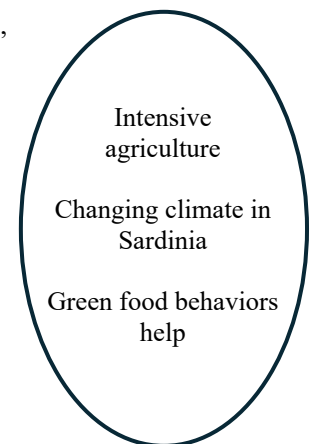 ,
Intensive
agriculture
Changing climate in
Sardinia
Green food behaviors
help